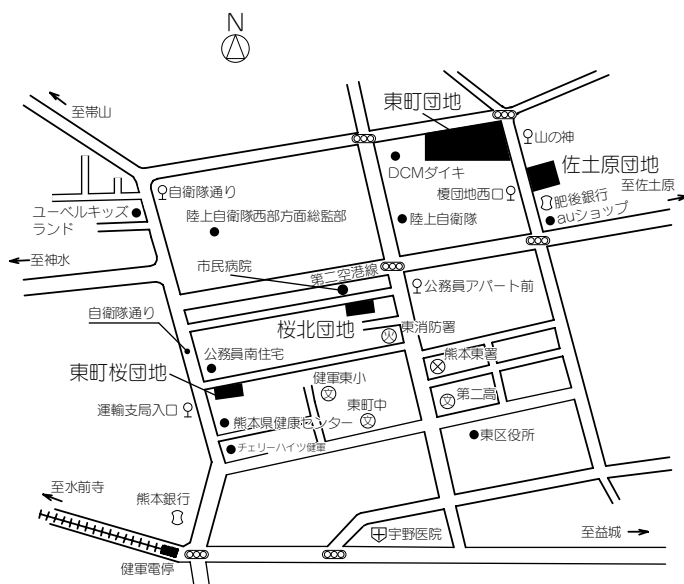 N
至帯山
東町団地
山の神
DCMダイキ
佐土原団地
自衛隊通り
榎団地西口
至佐土原
肥後銀行
ユーベルキッズ
ランド
陸上自衛隊西部方面総監部
陸上自衛隊
auショップ
至神水
市民病院
第二空港線
公務員アパート前
自衛隊通り
桜北団地
東消防署
火
公務員南住宅
熊本東署
東町桜団地
健軍東小
文
第二高
文
運輸支局入口
東町中
文
熊本県健康センター
東区役所
チェリーハイツ健軍
至水前寺
熊本銀行
宇野医院
至益城
健軍電停